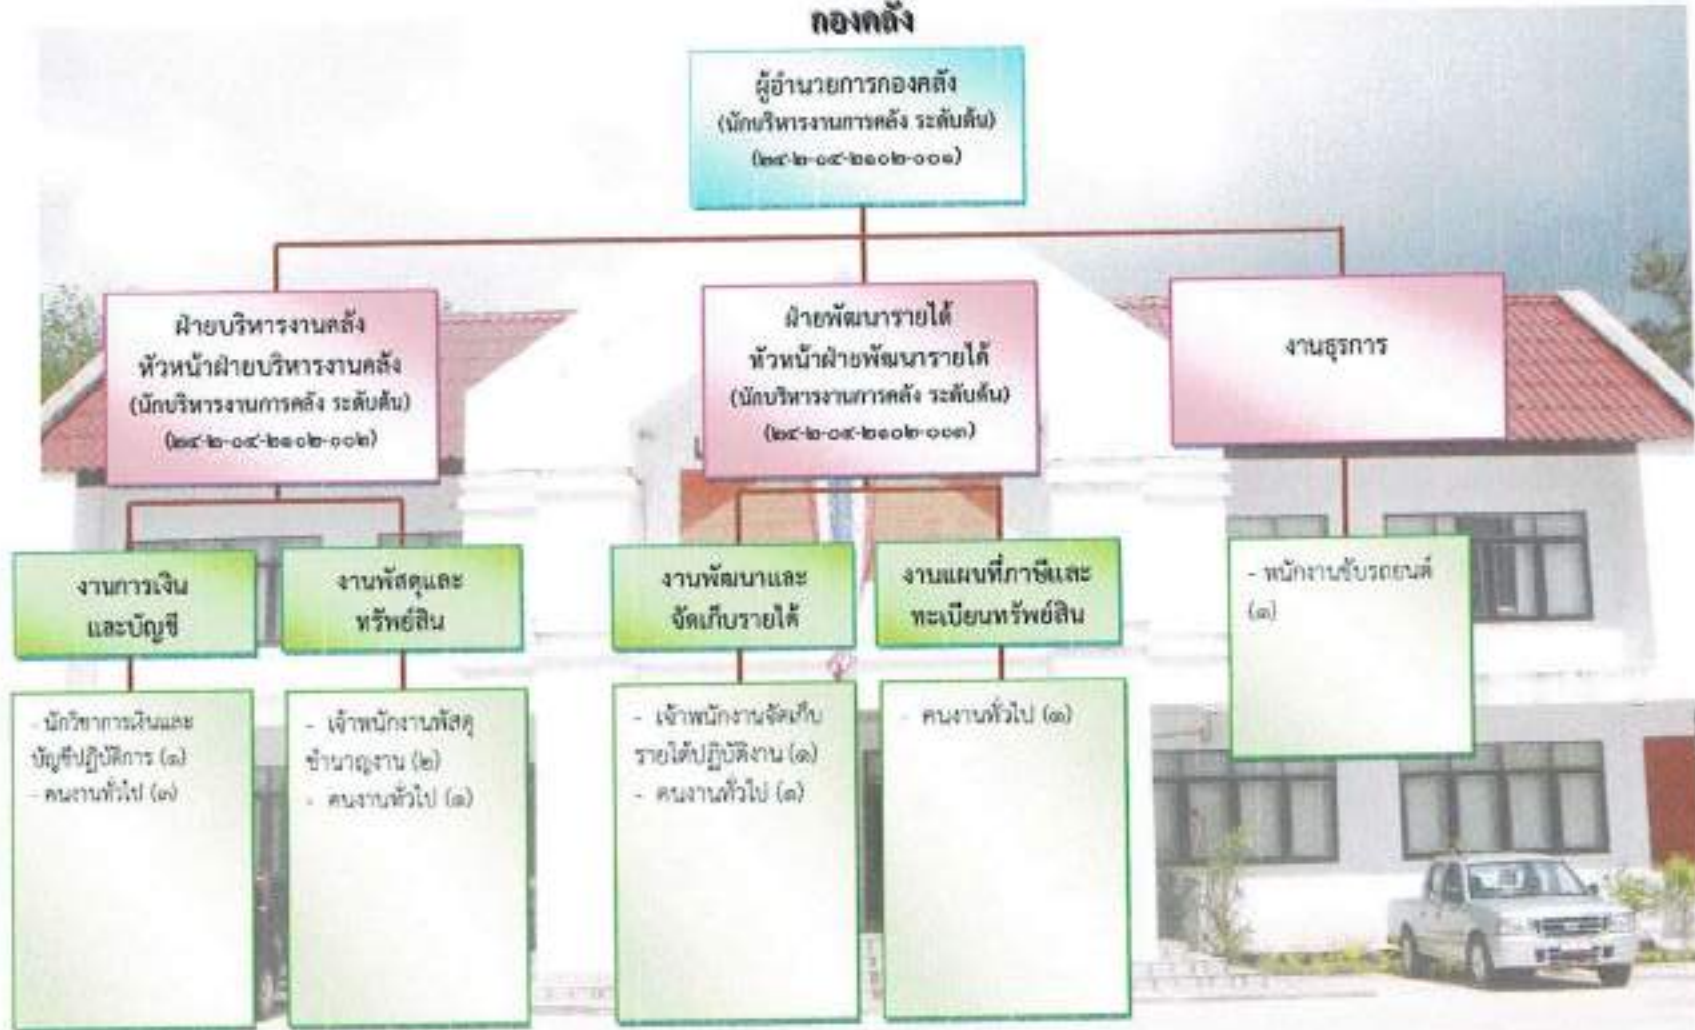 กองคลัง
ผู้อำนวยการกองคลัง
(นักบริหารงานการคลัง ระดับต้น)
(๒๔-๒-๐๔-๒๑๐๒-๐๐๑)
ฝ่ายบริหารงานคลัง
หัวหน้าฝ่ายบริหารงานคลัง
(นักบริหารงานการคลัง ระดับต้น)
(๒๔-๒-๐๔-๒๑๐๒-๐๐๒)
ฝ่ายพัฒนารายได้
หัวหน้าฝ่ายพัฒนารายได้
(นักบริหารงานการคลัง ระดับต้น)
(๒๔-๒-๐๔-๒๑๐๒-๐๐๓)
งานธุรการ
งานการเงิน
และบัญชี
งานพัสดุและ
ทรัพย์สิน
งานพัฒนาและ
จัดเก็บรายได้
งานแผนที่ภาษีและ
ทะเบียนทรัพย์สิน
- พนักงานขับรถยนต์
(๑)
- นักวิชาการเงินและ
บัญชีปฏิบัติการ (๑)
- คนงานทั่วไป (๓)
- เจ้าพนักงานพัสดุ
ชำนาญงาน (๒)
- คนงานทั่วไป (๑)
- เจ้าพนักงานจัดเก็บ
รายได้ปฏิบัติงาน (๑)
- คนงานทั่วไป (๑)
- คนงานทั่วไป (๑)